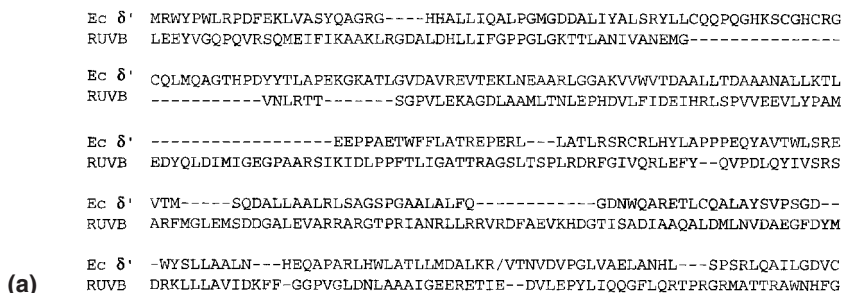 Ec δ' MRWYPWLRPDFEKLVASYQAGRG----HHALLIQALPGMGDDALIYALSRYLLCQQPQGHKSCGHCRG
RUVB LEEYVGQPQVRSQMEIFIKAAKLRGDALDHLLIFGPPGLGKTTLANIVANEMG---------------
Ec δ' CQLMQAGTHPDYYTLAPEKGKATLGVDAVREVTEKLNEAARLGGAKVVWVTDAALLTDAAANALLKTL
RUVB -----------VNLRTT-------SGPVLEKAGDLAAMLTNLEPHDVLFIDEIHRLSPVVEEVLYPAM
Ec δ' ------------------EEPPAETWFFLATREPERL---LATLRSRCRLHYLAPPPEQYAVTWLSRE
RUVB EDYQLDIMIGEGPAARSIKIDLPPFTLIGATTRAGSLTSPLRDRFGIVQRLEFY--QVPDLQYIVSRS
Ec δ' VTM-----SQDALLAALRLSAGSPGAALALFQ-----------GDNWQARETLCQALAYSVPSGD--
RUVB ARFMGLEMSDDGALEVARRARGTPRIANRLLRRVRDFAEVKHDGTISADIAAQALDMLNVDAEGFDYM
Ec δ' -WYSLLAALN---HEQAPARLHWLATLLMDALKR/VTNVDVPGLVAELANHL---SPSRLQAILGDVC
RUVB DRKLLLAVIDKFF-GGPVGLDNLAAAIGEERETIE--DVLEPYLIQQGFLQRTPRGRMATTRAWNHFG
(a)